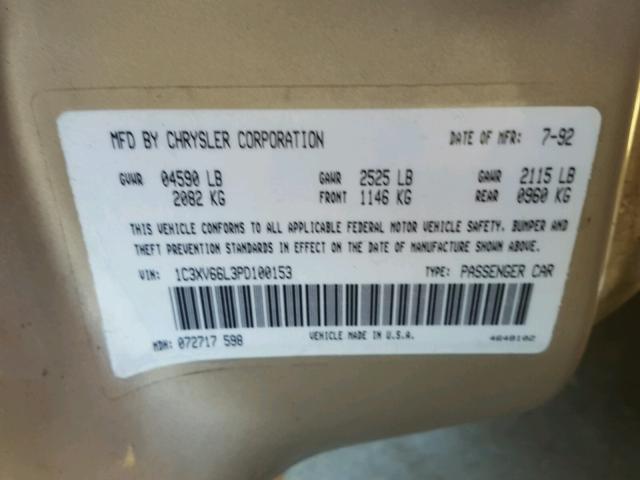 MFD BY CHRYSLER CORPORATION DATE OF MFR: 7-92
GVWR 04590 LB GAWR 2525 LB GAWR 2115 LB
2082 KG FRONT 1146 KG REAR 0960 KG
THIS VEHICLE CONFORMS TO ALL APPLICABLE FEDERAL MOTOR VEHICLE SAFETY, BUMPER AND
THEFT PREVENTION STANDARDS IN EFFECT ON THE DATE OF MANUFACTURE SHOWN ABOVE.
VIN: 1C3XV66L3PD100153 TYPE: PASSENGER CAR
MDH: 072717 598 VEHICLE MADE IN U.S.A. 4648102